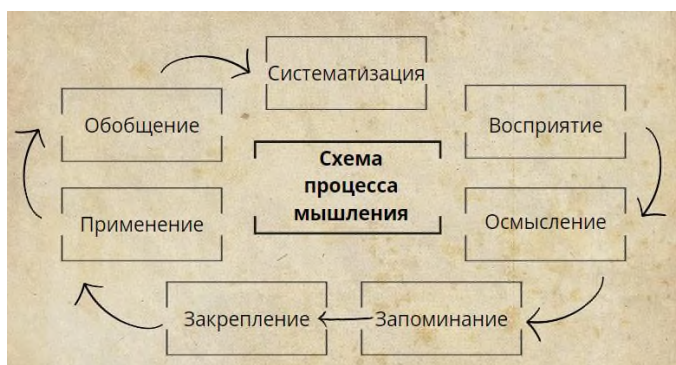 Систематизация
Обобщение
Восприятие
Схема
процесса
мышления
Применение
Осмысление
Закрепление
Запоминание